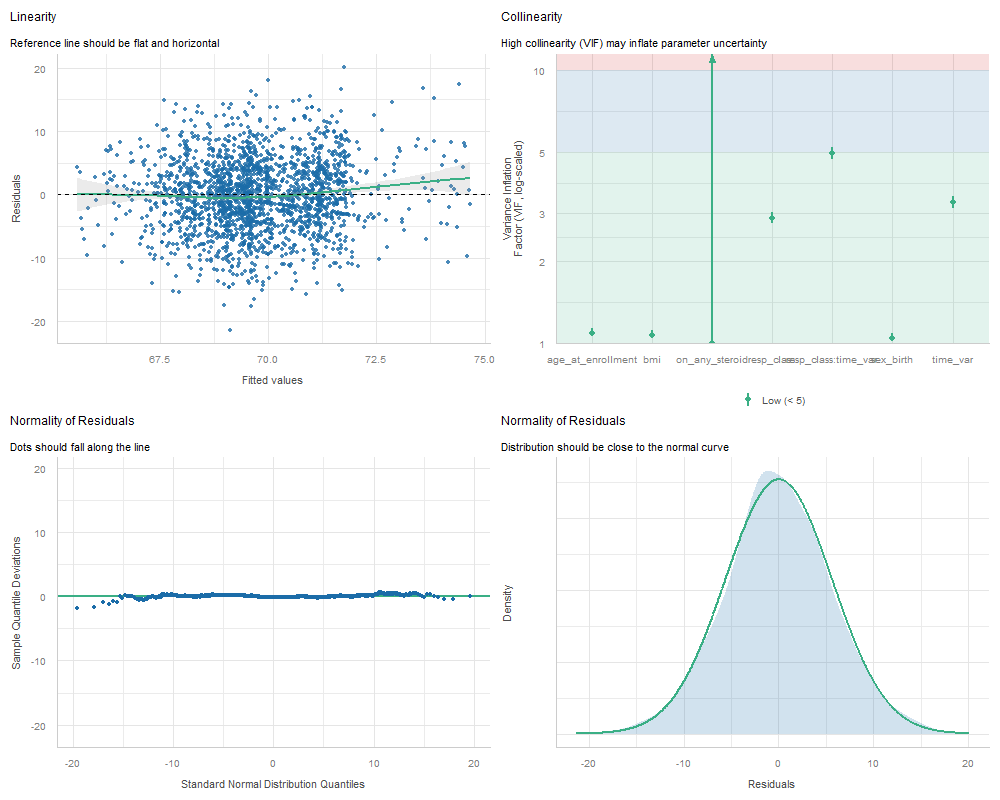 Linearity
Reference line should be flat and horizontal
20
10
0
-10
-20
Residuals
67.5
70.0
72.5
75.0
Fitted values
Collinearity
High collinearity (VIF) may inflate parameter uncertainty
10
5
3
2
1
Variance Inflation
Factor (VIF, log-scaled)
age_at_enrollment
bmi
on_any_steroid
resp_class
resp_class:time_var
sex_birth
time_var
Low (< 5)
Normality of Residuals
Dots should fall along the line
20
10
0
-10
-20
Sample Quantile Deviations
-20
-10
0
10
20
Standard Normal Distribution Quantiles
Normality of Residuals
Distribution should be close to the normal curve
Density
-20
-10
0
10
20
Residuals